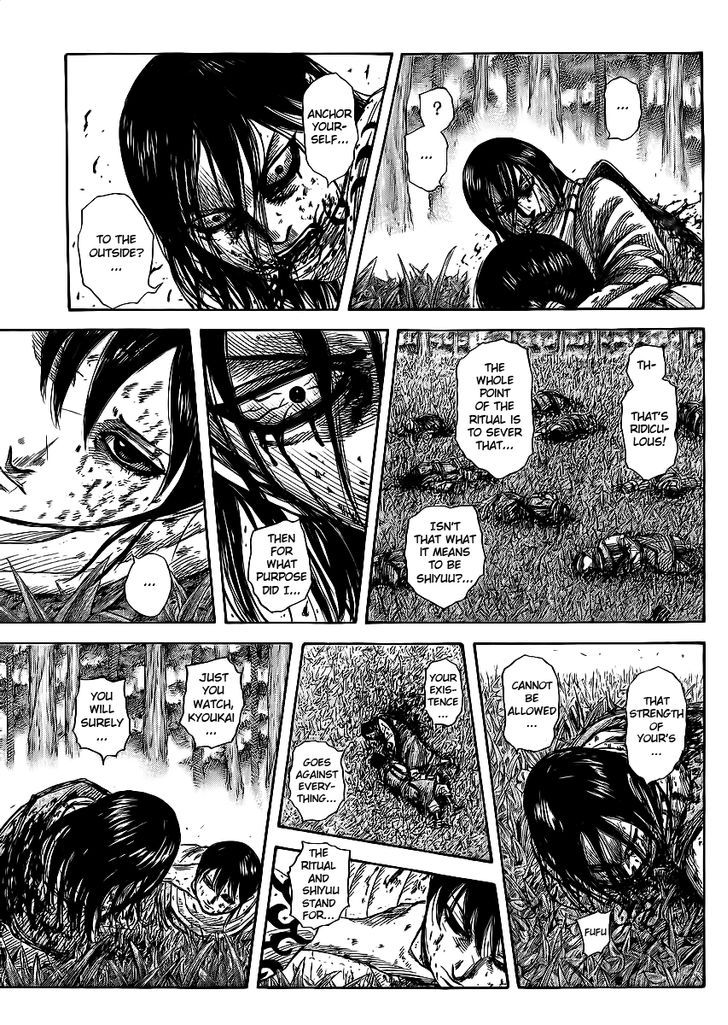 ...
?
...
ANCHOR
YOUR-
SELF...
TO THE
OUTSIDE?
...
TH-
THAT'S
RIDICU-
LOUS!
THE
WHOLE
POINT
OF THE
RITUAL IS
TO SEVER
THAT...
ISN'T
THAT WHAT
IT MEANS
TO BE
SHIYUU?...
THEN
FOR
WHAT
PURPOSE
DID I...
...
THAT
STRENGTH OF
YOUR'S
...
CANNOT
BE
ALLOWED
...
FUFU
YOUR
EXIS-
TENCE
...
GOES
AGAINST
EVERY-
THING...
THE
RITUAL
AND
SHIYUU
STAND
FOR...
JUST
YOU
WATCH,
KYOUKAI
...
YOU
WILL
SURELY
...